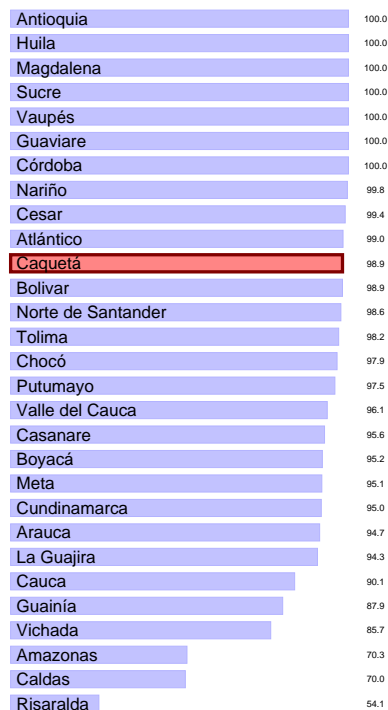 Antioquia 100.0
Huila 100.0
Magdalena 100.0
Sucre 100.0
Vaupés 100.0
Guaviare 100.0
Córdoba 100.0
Nariño 99.8
Cesar 99.4
Atlántico 99.0
Caquetá 98.9
Bolivar 98.9
Norte de Santander 98.6
Tolima 98.2
Chocó 97.9
Putumayo 97.5
Valle del Cauca 96.1
Casanare 95.6
Boyacá 95.2
Meta 95.1
Cundinamarca 95.0
Arauca 94.7
La Guajira 94.3
Cauca 90.1
Guainía 87.9
Vichada 85.7
Amazonas 70.3
Caldas 70.0
Risaralda 54.1